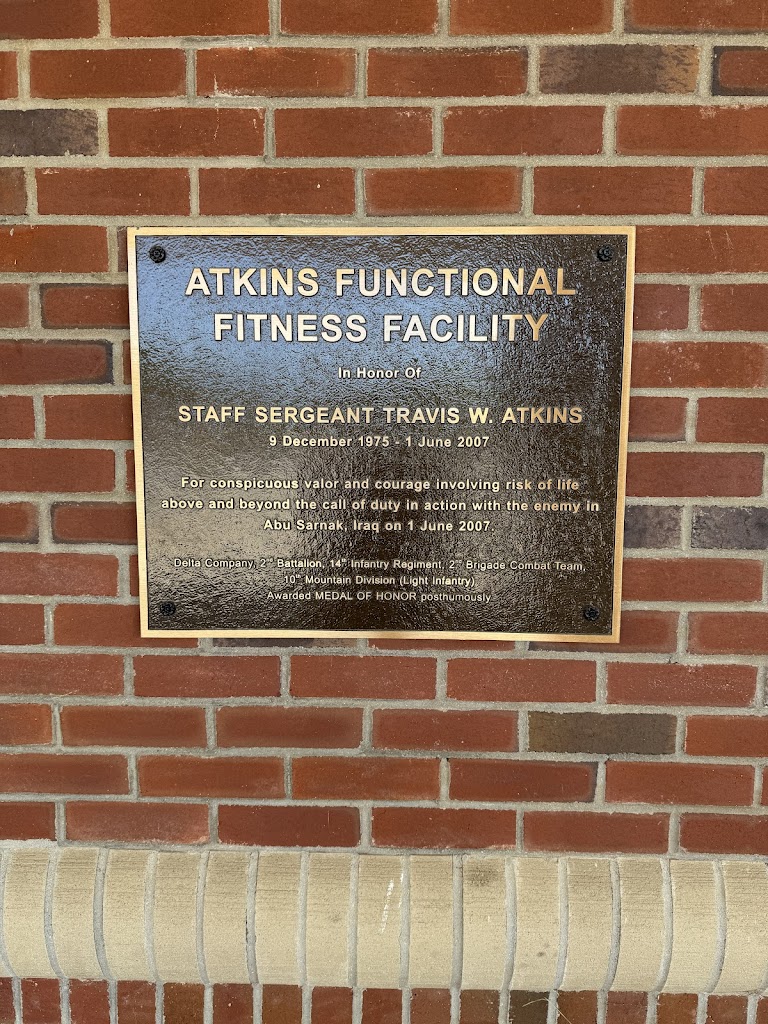 ATKINS FUNCTIONAL
FITNESS FACILITY
In Honor Of
STAFF SERGEANT TRAVIS W. ATKINS
9 December 1975 - 1 June 2007
For conspicuous valor and courage involving risk of life
above and beyond the call of duty in action with the enemy in
Abu Sarnak, Iraq on 1 June 2007.
Delta Company, 2nd Battalion, 14th Infantry Regiment, 2nd Brigade Combat Team,
10th Mountain Division (Light Infantry)
Awarded MEDAL OF HONOR posthumously